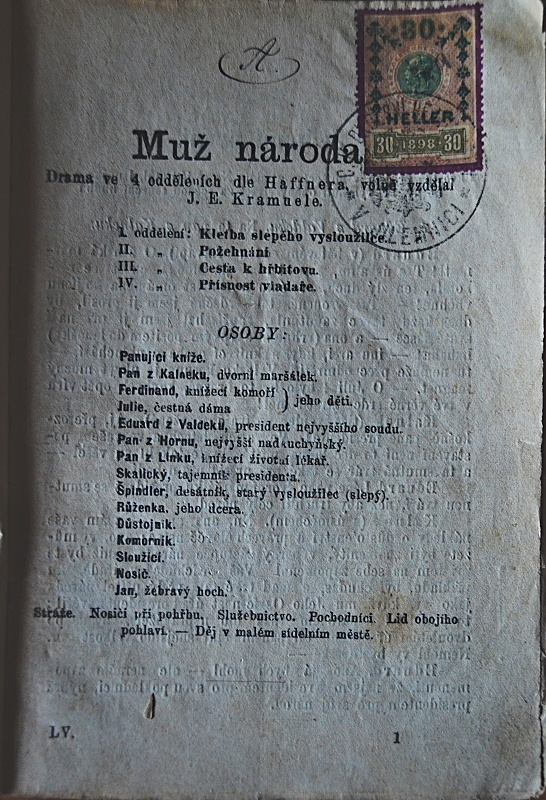 A.
30
HELLER
30 1898 30
Muž národa
Drama ve 4 odděleních dle Haffnera, volně vzdělal
J. E. Kramuele.
I. oddělení: Kletba slepého vysloužilce.
II. „ Požehnání
III. „ Cesta k hřbitovu.
IV. „ Přísnost vladaře.
OSOBY:
Panující kníže.
Pan z Kalneku, dvorní maršálek.
Ferdinand, knížecí komoří
Julie, čestná dáma } jeho děti.
Eduard z Valdeků, president nejvyššího soudu.
Pan z Hornu, nejvyšší nadkuchyňský.
Pan z Linku, knížecí životní lékař.
Skalický, tajemník presidenta.
Špindler, desátník, starý vysloužilec (slepý).
Růženka, jeho dcera.
Důstojník.
Komorník.
Sloužící.
Nosič.
Jan, žebravý hoch.
Stráže. Nosiči při pohřbu. Služebnictvo. Pochodníci. Lid obojího
pohlaví. — Děj v malém sídelním městě.
LV. 1